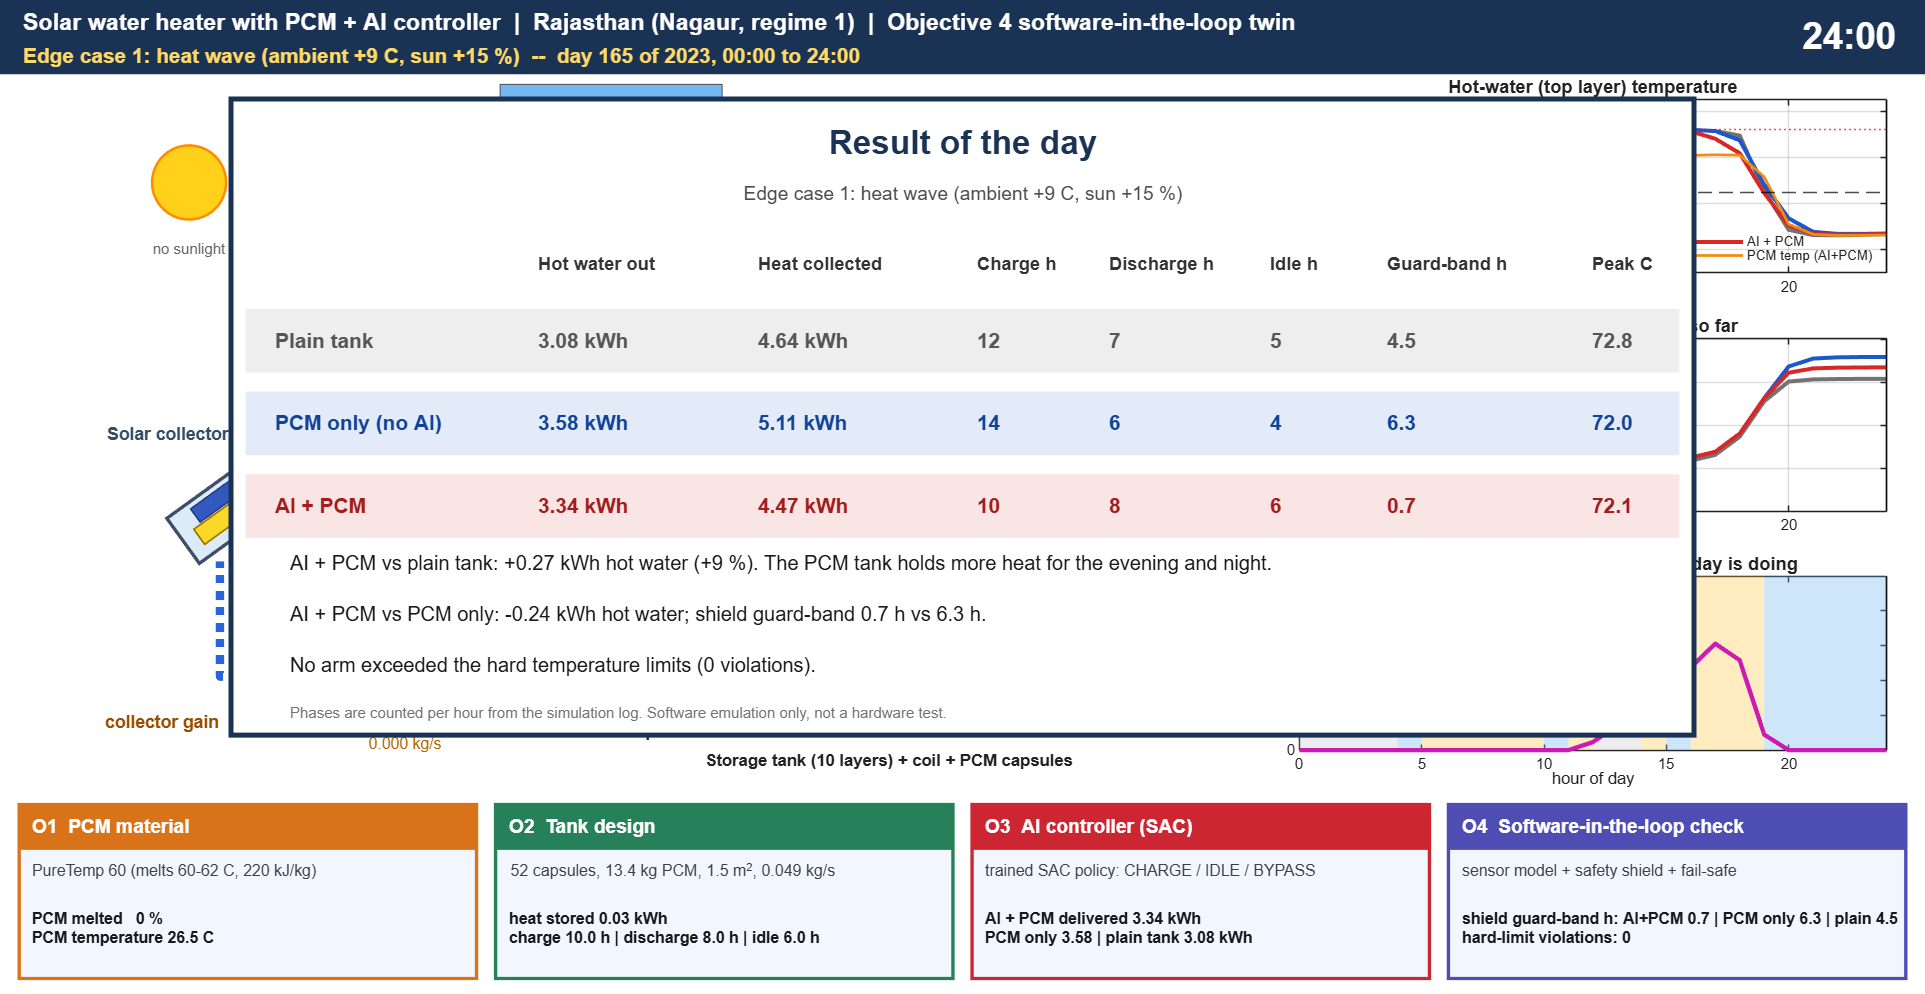 Solar water heater with PCM + AI controller | Rajasthan (Nagaur, regime 1) | Objective 4 software-in-the-loop twin
Edge case 1: heat wave (ambient +9 C, sun +15 %) -- day 165 of 2023, 00:00 to 24:00
24:00
no sunlight
Solar collector
collector gain
0.000 kg/s
Storage tank (10 layers) + coil + PCM capsules
Result of the day
Edge case 1: heat wave (ambient +9 C, sun +15 %)
Hot water out Heat collected Charge h Discharge h Idle h Guard-band h Peak C
Plain tank 3.08 kWh 4.64 kWh 12 7 5 4.5 72.8
PCM only (no AI) 3.58 kWh 5.11 kWh 14 6 4 6.3 72.0
AI + PCM 3.34 kWh 4.47 kWh 10 8 6 0.7 72.1
AI + PCM vs plain tank: +0.27 kWh hot water (+9 %). The PCM tank holds more heat for the evening and night.
AI + PCM vs PCM only: -0.24 kWh hot water; shield guard-band 0.7 h vs 6.3 h.
No arm exceeded the hard temperature limits (0 violations).
Phases are counted per hour from the simulation log. Software emulation only, not a hardware test.
Hot-water (top layer) temperature
AI + PCM
PCM temp (AI+PCM)
20
so far
20
day is doing
0
0 5 10 15 20
hour of day
O1 PCM material
PureTemp 60 (melts 60-62 C, 220 kJ/kg)
PCM melted 0 %
PCM temperature 26.5 C
O2 Tank design
52 capsules, 13.4 kg PCM, 1.5 m², 0.049 kg/s
heat stored 0.03 kWh
charge 10.0 h | discharge 8.0 h | idle 6.0 h
O3 AI controller (SAC)
trained SAC policy: CHARGE / IDLE / BYPASS
AI + PCM delivered 3.34 kWh
PCM only 3.58 | plain tank 3.08 kWh
O4 Software-in-the-loop check
sensor model + safety shield + fail-safe
shield guard-band h: AI+PCM 0.7 | PCM only 6.3 | plain 4.5
hard-limit violations: 0